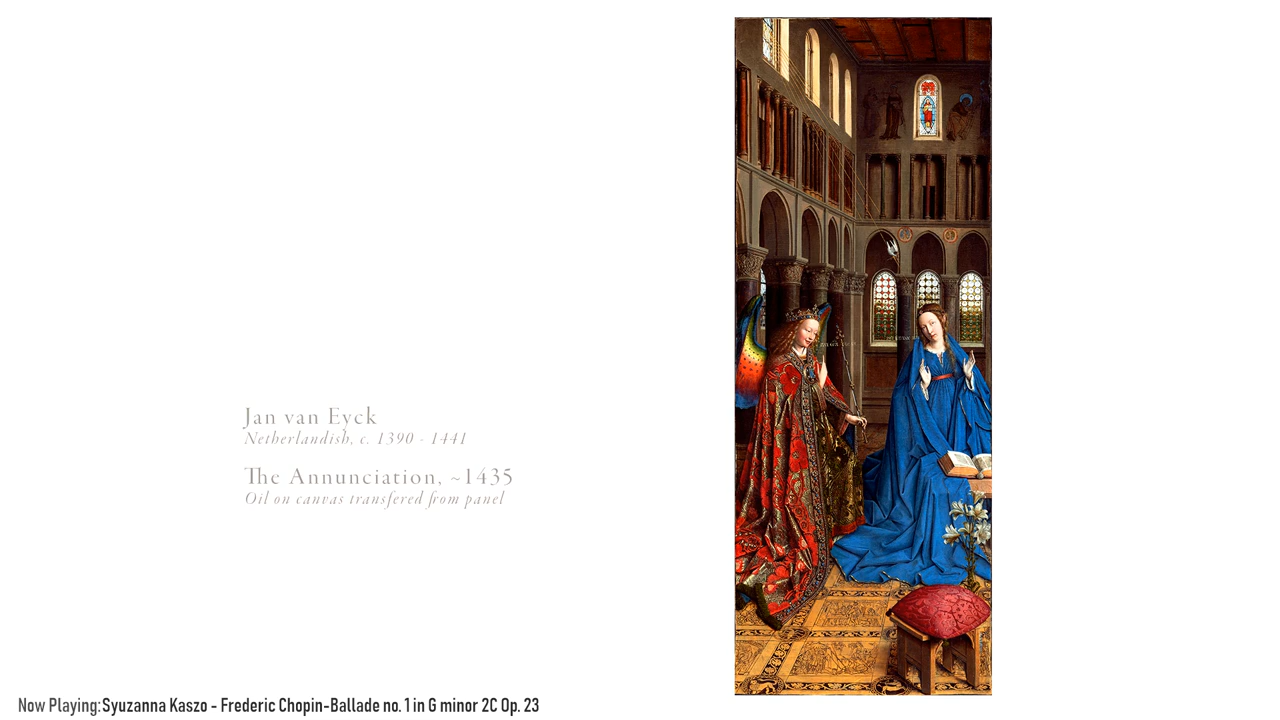 Jan van Eyck
Netherlandish, c. 1390 - 1441
The Annunciation, ~1435
Oil on canvas transfered from panel
Now Playing: Syuzanna Kaszo - Frederic Chopin-Ballade no. 1 in G minor 2C Op. 23